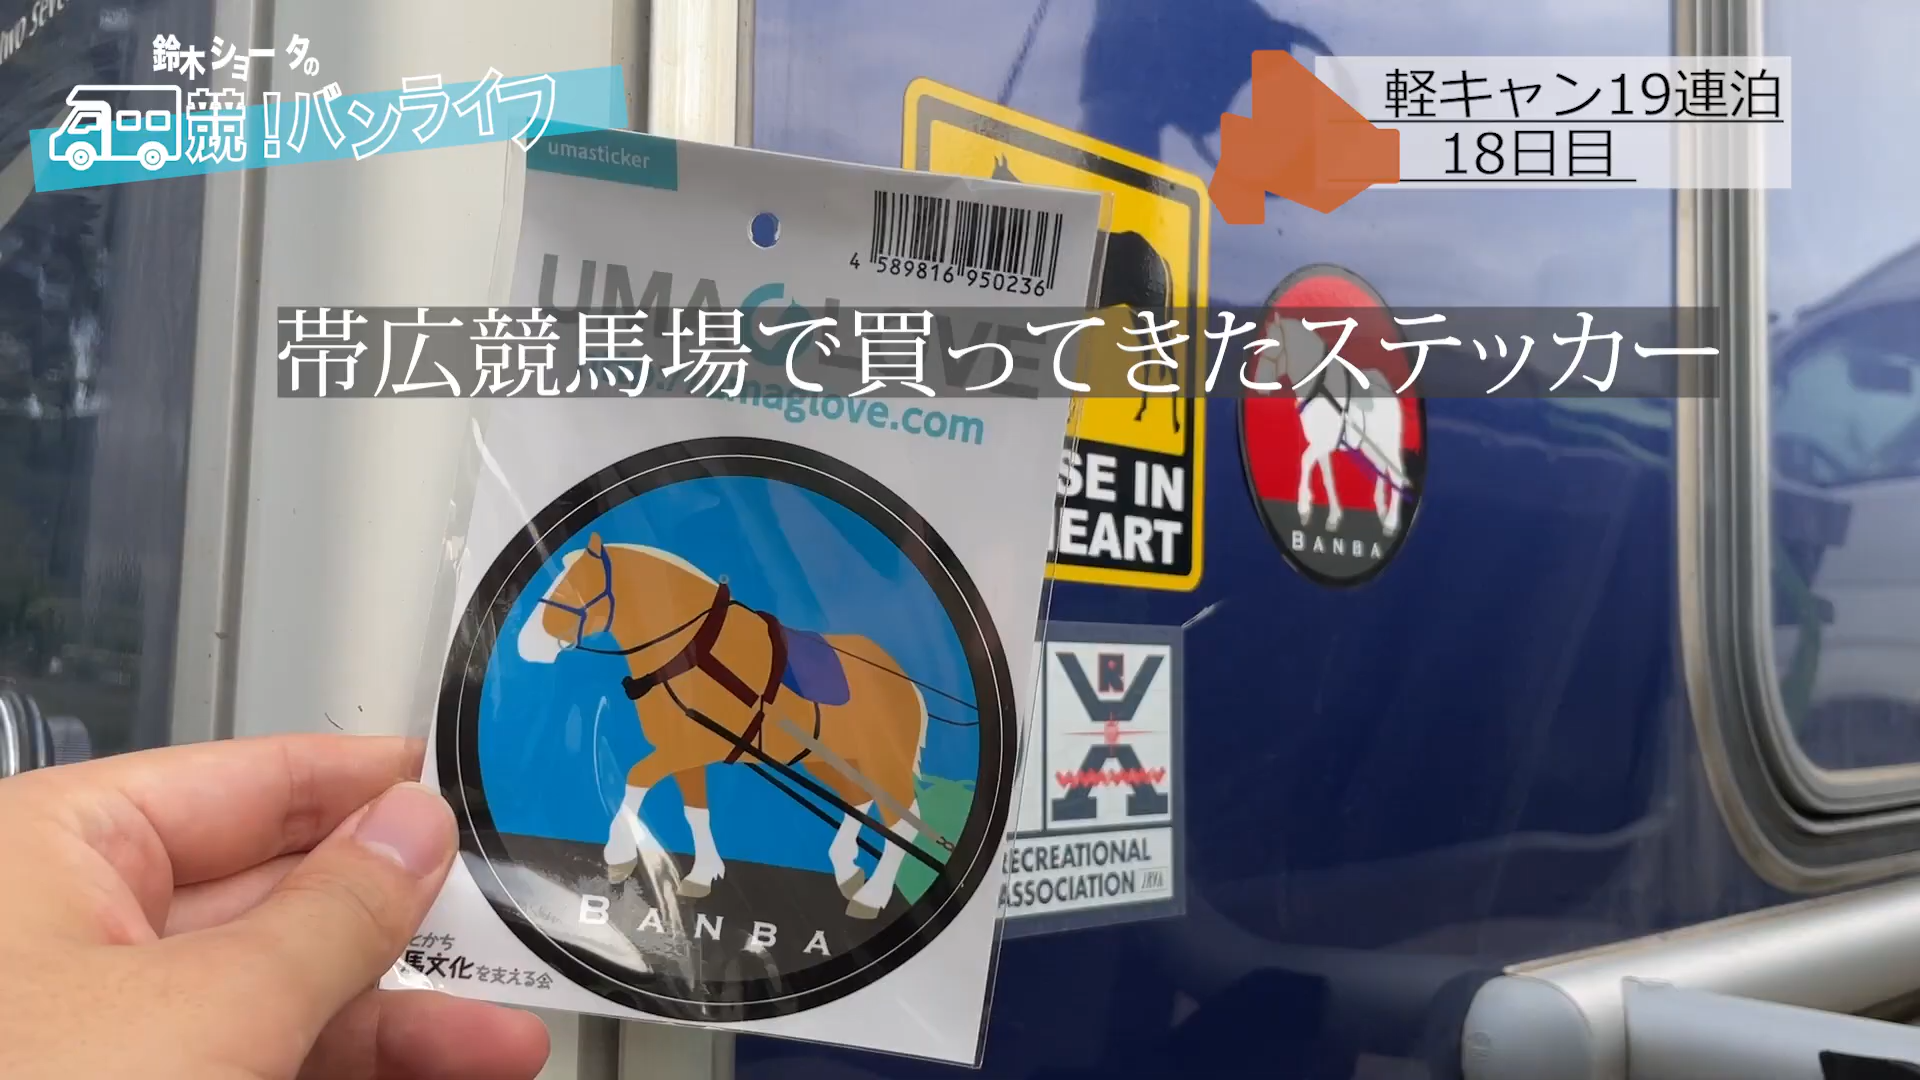 鈴木ショータの
競!バンライフ
軽キャン19連泊
18日目
umasticker
4 589816 950236
UMAGLOVE
帯広競馬場で買ってきたステッカー
maglove.com
SE IN
EART
BANBA
R
RECREATIONAL
ASSOCIATION JRVA
BANBA
とかち
馬文化を支える会